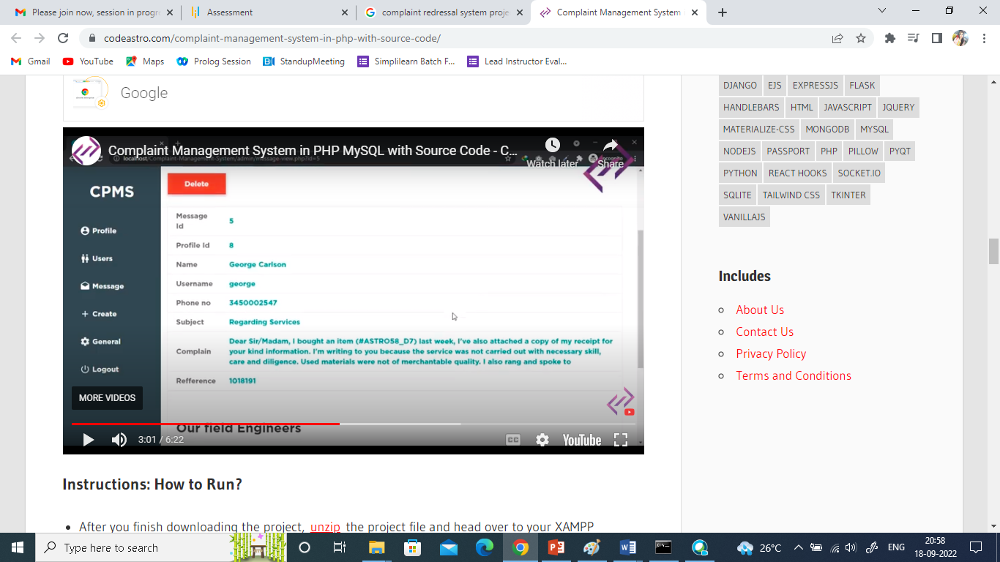 Please join now, session in progr
Assessment
complaint redressal system proje
Complaint Management System i
codeastro.com/complaint-management-system-in-php-with-source-code/
Gmail
YouTube
Maps
Prolog Session
StandupMeeting
Simplilearn Batch F...
Lead Instructor Eval...
Google
Complaint Management System in PHP MySQL with Source Code - C...
Watch later
Share
localhost/Complaint-Management-System/admin/message-view.php?id=5
Incognito
CPMS
Profile
Users
Message
Create
General
Logout
Delete
Message Id 5
Profile Id 8
Name George Carlson
Username george
Phone no 3450002547
Subject Regarding Services
Complain
Dear Sir/Madam, I bought an item (#ASTRO58_D7) last week, I've also attached a copy of my receipt for
your kind information. I'm writing to you because the service was not carried out with necessary skill,
care and diligence. Used materials were not of merchantable quality. I also rang and spoke to
Refference 1018191
Our field Engineers
MORE VIDEOS
3:01 / 6:22
CC
YouTube
Instructions: How to Run?
After you finish downloading the project, unzip the project file and head over to your XAMPP
DJANGO EJS EXPRESSJS FLASK
HANDLEBARS HTML JAVASCRIPT JQUERY
MATERIALIZE-CSS MONGODB MYSQL
NODEJS PASSPORT PHP PILLOW PYQT
PYTHON REACT HOOKS SOCKET.IO
SQLITE TAILWIND CSS TKINTER
VANILLAJS
Includes
About Us
Contact Us
Privacy Policy
Terms and Conditions
Type here to search
26°C
ENG
20:58
18-09-2022